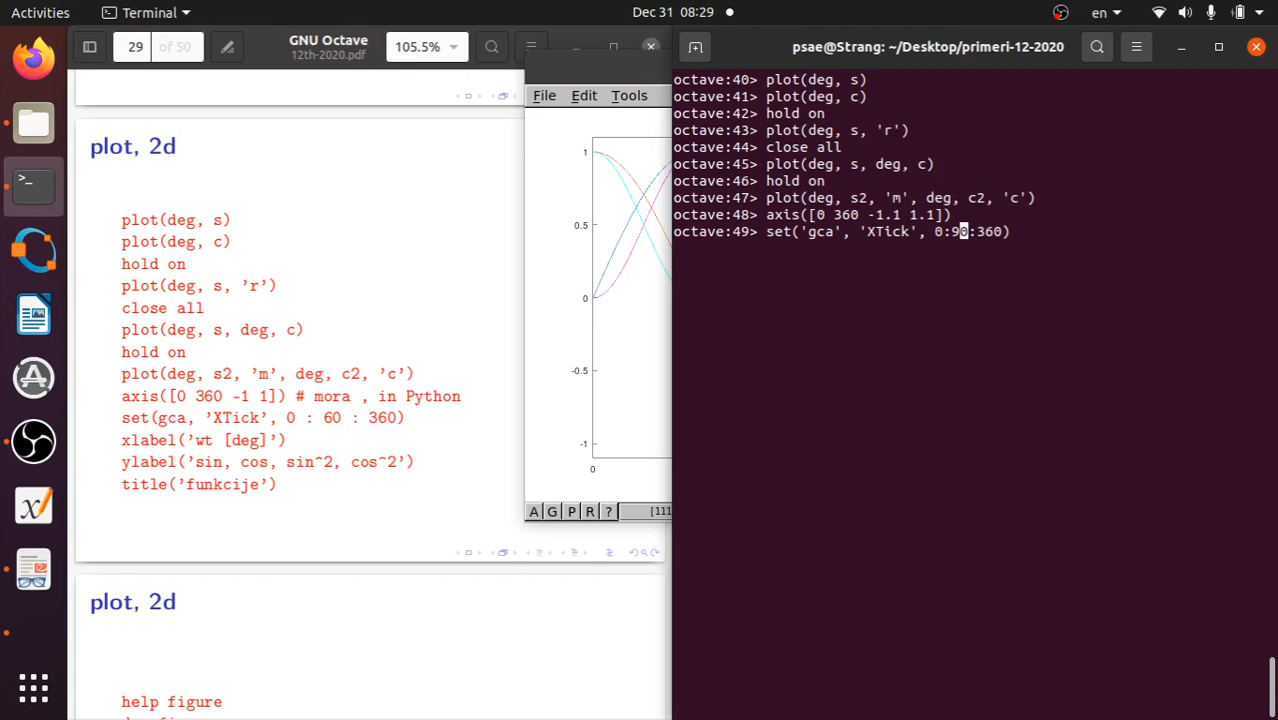 Activities
Terminal
Dec 31 08:29
en
29
of 50
GNU Octave
12th-2020.pdf
105.5%
plot, 2d
plot(deg, s)
plot(deg, c)
hold on
plot(deg, s, ’r’)
close all
plot(deg, s, deg, c)
hold on
plot(deg, s2, ’m’, deg, c2, ’c’)
axis([0 360 -1 1]) # mora , in Python
set(gca, ’XTick’, 0 : 60 : 360)
xlabel(’wt [deg]’)
ylabel(’sin, cos, sin^2, cos^2’)
title(’funkcije’)
plot, 2d
help figure
File Edit Tools
1
0.5
0
-0.5
-1
0
A G P R ?
[111
psae@Strang: ~/Desktop/primeri-12-2020
octave:40> plot(deg, s)
octave:41> plot(deg, c)
octave:42> hold on
octave:43> plot(deg, s, 'r')
octave:44> close all
octave:45> plot(deg, s, deg, c)
octave:46> hold on
octave:47> plot(deg, s2, 'm', deg, c2, 'c')
octave:48> axis([0 360 -1.1 1.1])
octave:49> set('gca', 'XTick', 0:90:360)